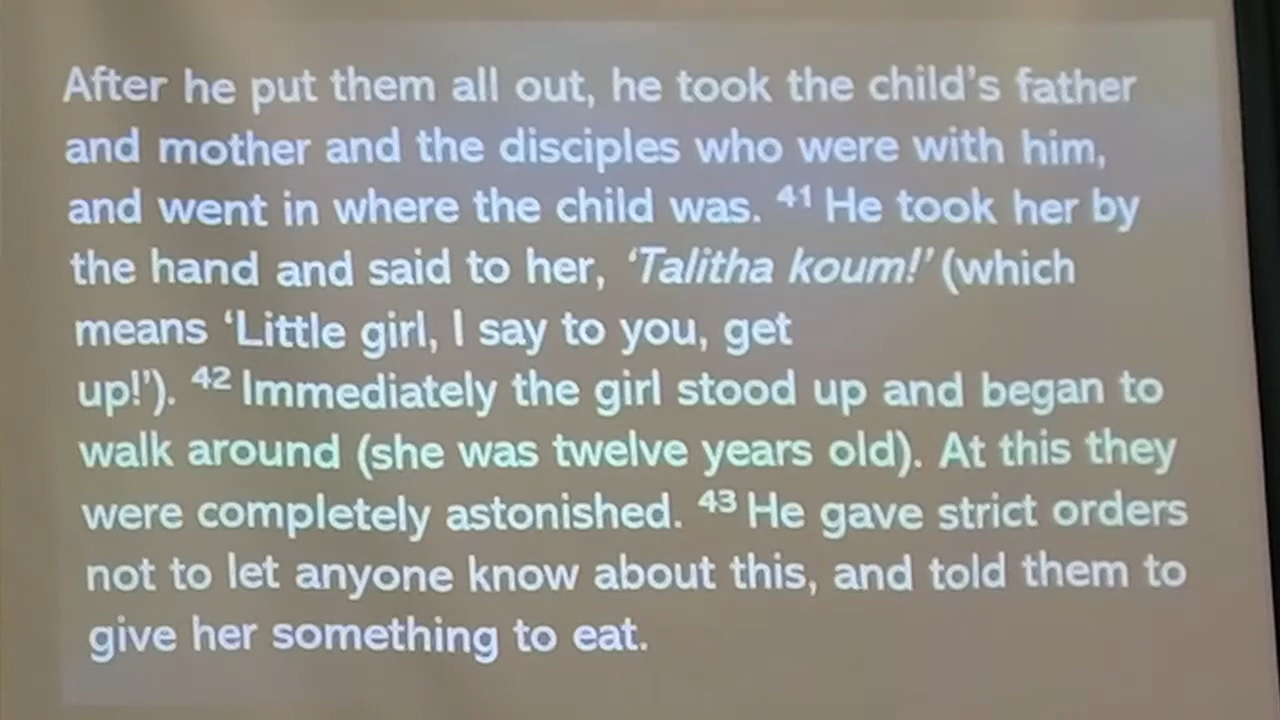 After he put them all out, he took the child's father
and mother and the disciples who were with him,
and went in where the child was. 41 He took her by
the hand and said to her, ‘Talitha koum!’ (which
means ‘Little girl, I say to you, get
up!’). 42 Immediately the girl stood up and began to
walk around (she was twelve years old). At this they
were completely astonished. 43 He gave strict orders
not to let anyone know about this, and told them to
give her something to eat.